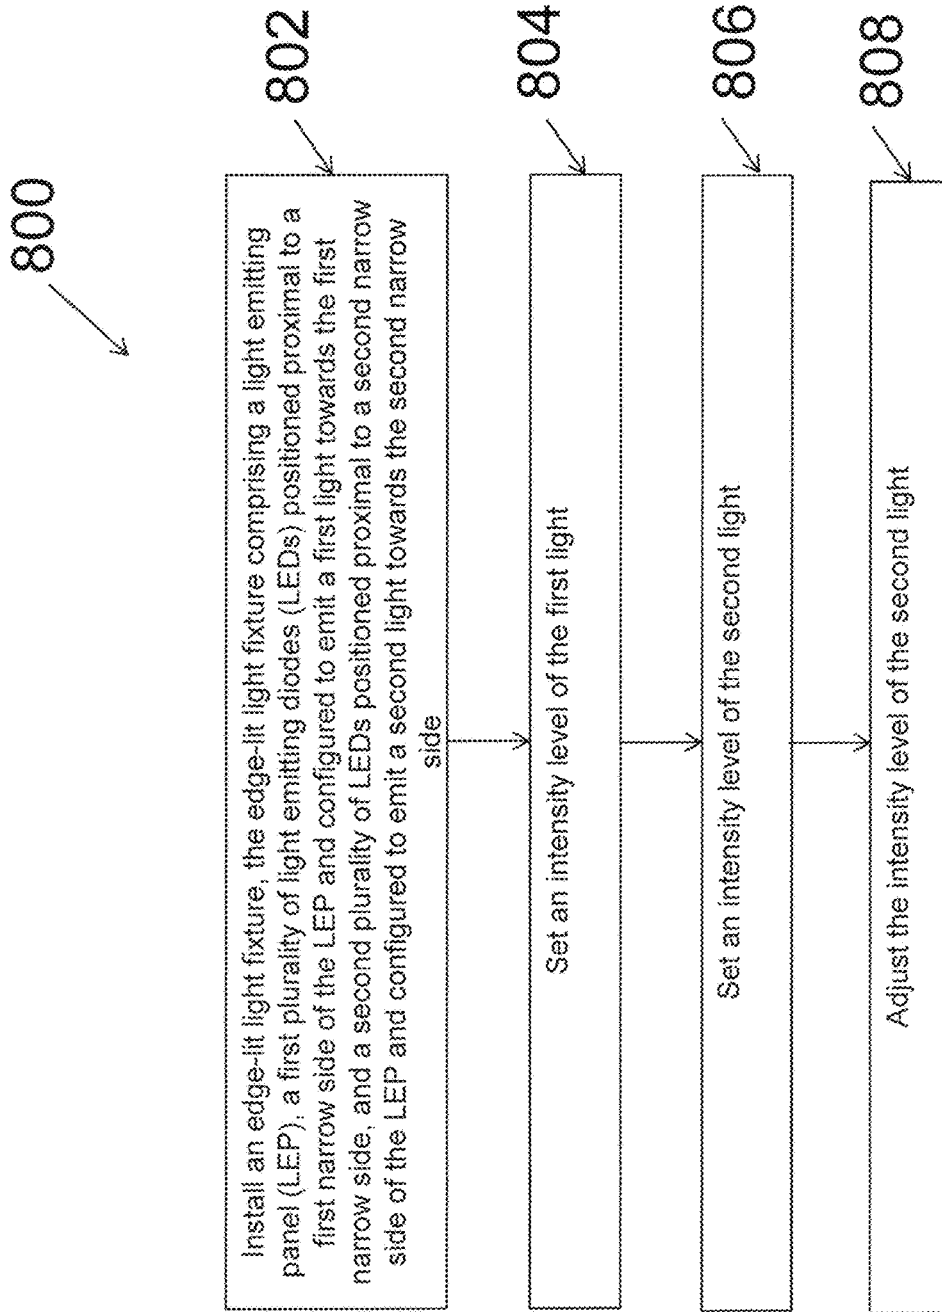 800
Install an edge-lit light fixture, the edge-lit light fixture comprising a light emitting
panel (LEP), a first plurality of light emitting diodes (LEDs) positioned proximal to a
first narrow side of the LEP and configured to emit a first light towards the first
narrow side, and a second plurality of LEDs positioned proximal to a second narrow
side of the LEP and configured to emit a second light towards the second narrow
side
802
Set an intensity level of the first light
804
Set an intensity level of the second light
806
Adjust the intensity level of the second light
808